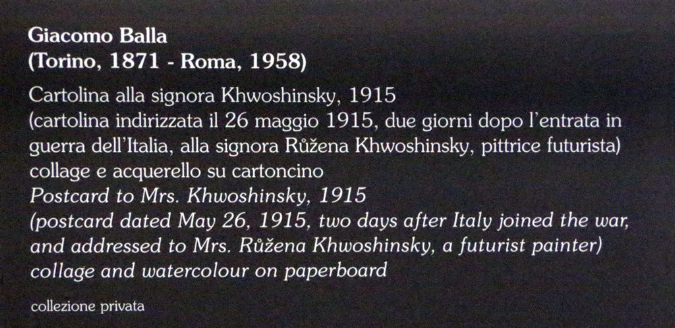 Giacomo Balla
(Torino, 1871 - Roma, 1958)
Cartolina alla signora Khwoshinsky, 1915
(cartolina indirizzata il 26 maggio 1915, due giorni dopo l'entrata in
guerra dell'Italia, alla signora Růžena Khwoshinsky, pittrice futurista)
collage e acquerello su cartoncino
Postcard to Mrs. Khwoshinsky, 1915
(postcard dated May 26, 1915, two days after Italy joined the war,
and addressed to Mrs. Růžena Khwoshinsky, a futurist painter)
collage and watercolour on paperboard
collezione privata